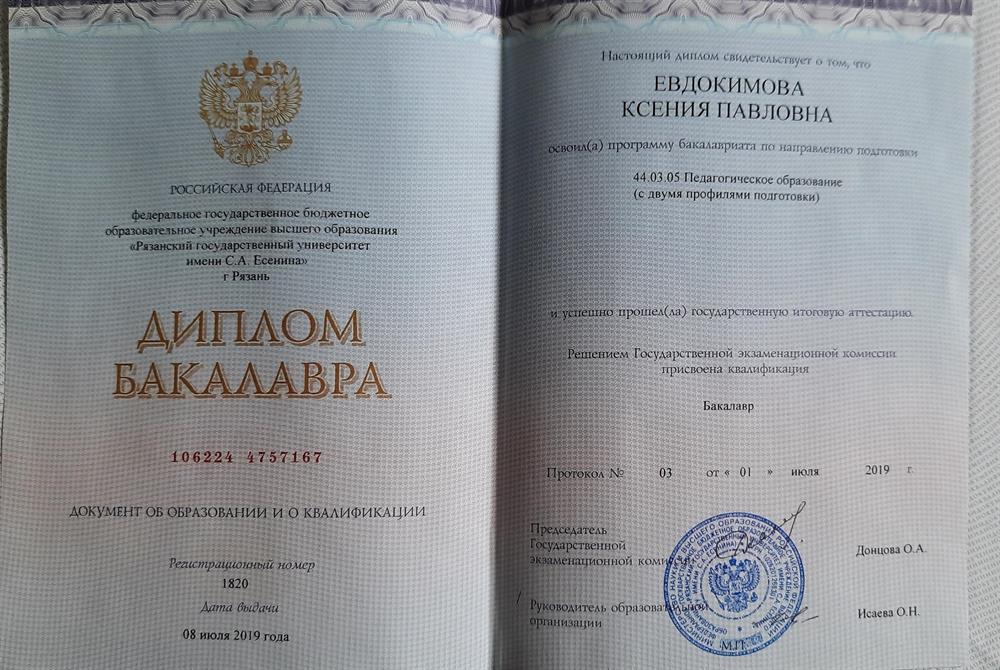 РОССИЙСКАЯ ФЕДЕРАЦИЯ
федеральное государственное бюджетное
образовательное учреждение высшего образования
«Рязанский государственный университет
имени С.А. Есенина»
г Рязань
ДИПЛОМ
БАКАЛАВРА
106224 4757167
ДОКУМЕНТ ОБ ОБРАЗОВАНИИ И О КВАЛИФИКАЦИИ
Регистрационный номер
1820
Дата выдачи
08 июля 2019 года
Настоящий диплом свидетельствует о том, что
ЕВДОКИМОВА
КСЕНИЯ ПАВЛОВНА
освоил(а) программу бакалавриата по направлению подготовки
44.03.05 Педагогическое образование
(с двумя профилями подготовки)
и успешно прошел(ла) государственную итоговую аттестацию.
Решением Государственной экзаменационной комиссии
присвоена квалификация
Бакалавр
Протокол № 03 от « 01 » июля 2019 г.
Председатель
Государственной
экзаменационной комиссии
Донцова О.А.
Руководитель образовательной
организации
Исаева О.Н.
М.П.